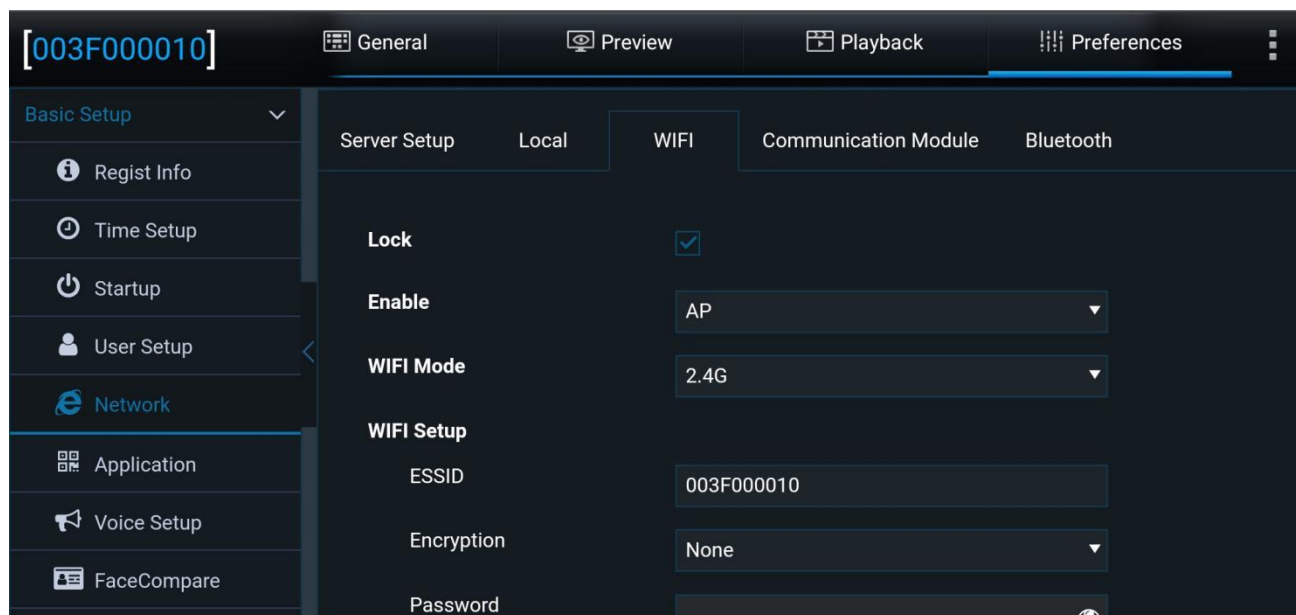 [003F000010]
General
Preview
Playback
Preferences
Basic Setup
Regist Info
Time Setup
Startup
User Setup
Network
Application
Voice Setup
FaceCompare
Server Setup
Local
WIFI
Communication Module
Bluetooth
Lock
Enable
AP
WIFI Mode
2.4G
WIFI Setup
ESSID
003F000010
Encryption
None
Password